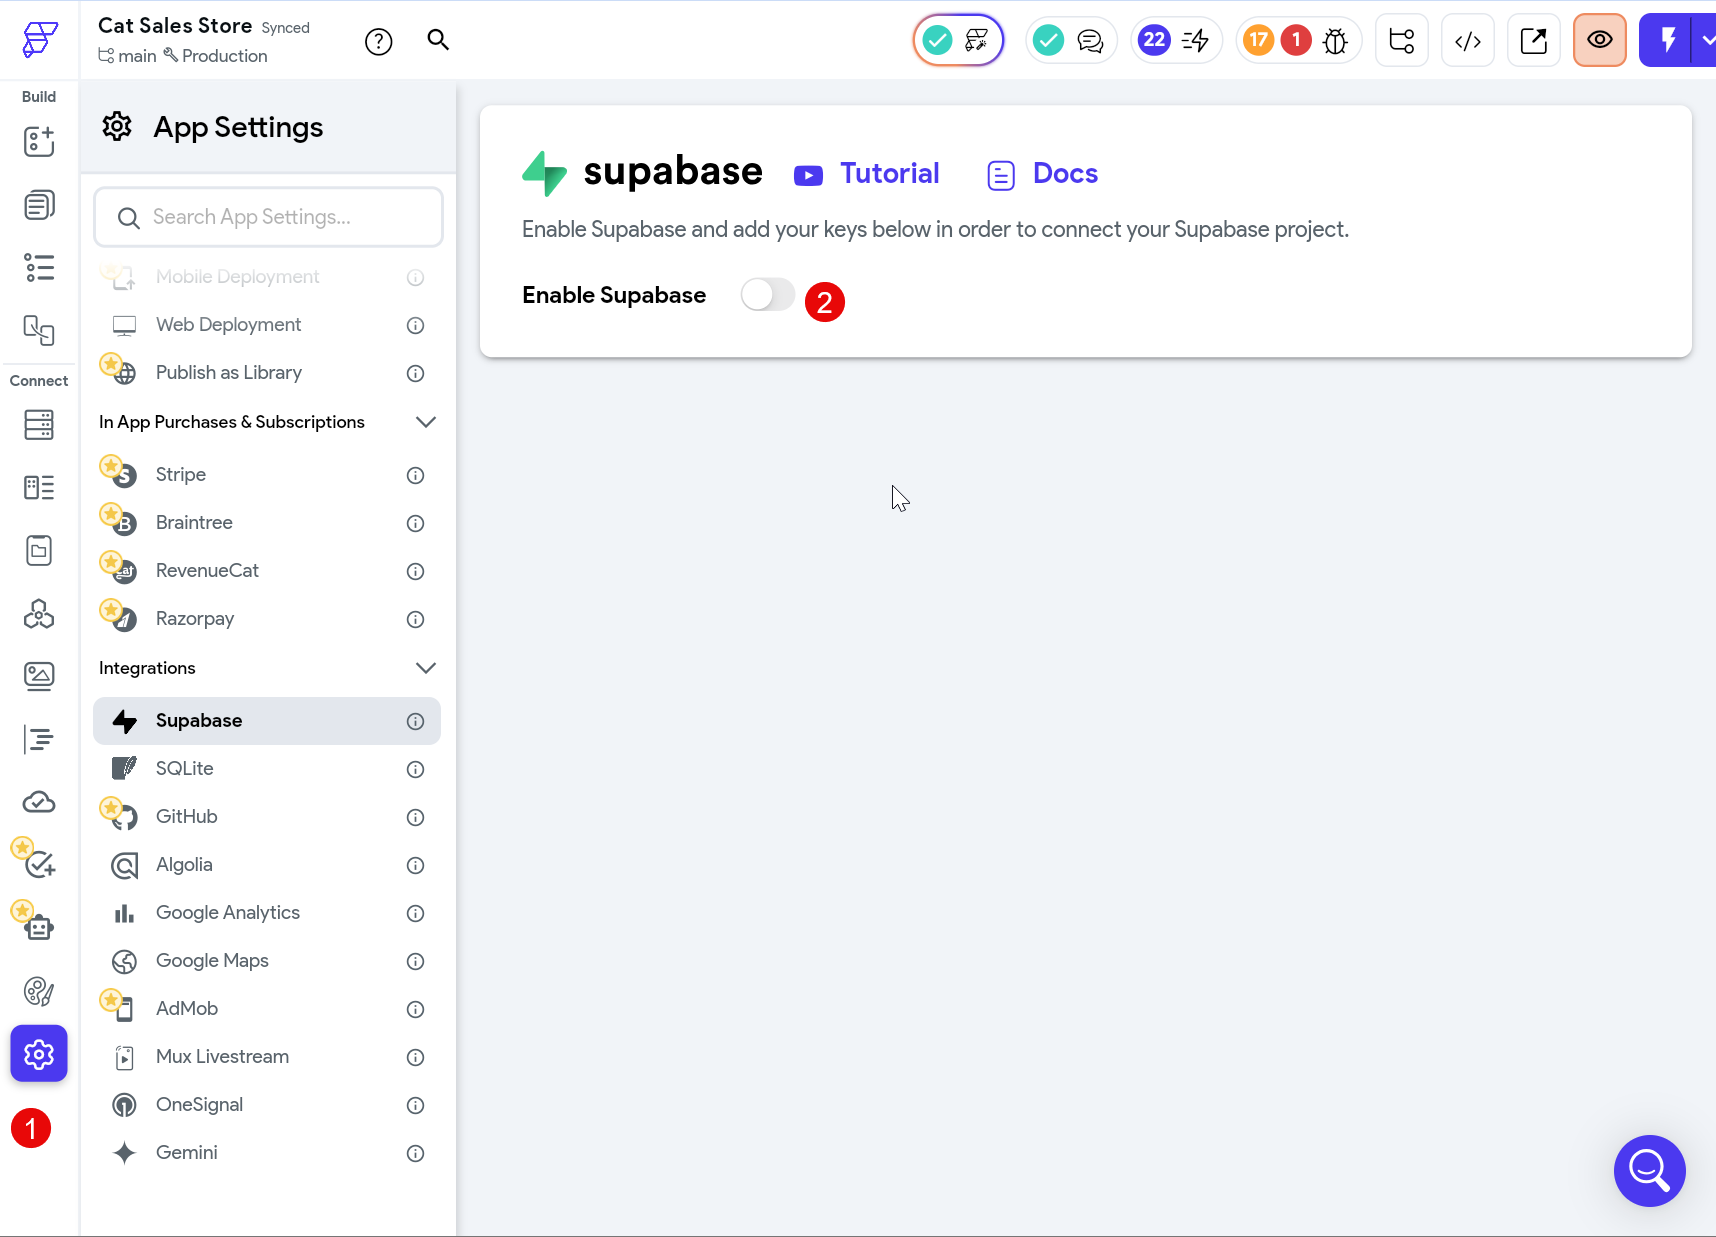 Cat Sales Store Synced
main Production
22
17
1
</>
Build
Connect
1
App Settings
Search App Settings...
Mobile Deployment
Web Deployment
Publish as Library
In App Purchases & Subscriptions
Stripe
Braintree
RevenueCat
Razorpay
Integrations
Supabase
SQLite
GitHub
Algolia
Google Analytics
Google Maps
AdMob
Mux Livestream
OneSignal
Gemini
supabase Tutorial Docs
Enable Supabase and add your keys below in order to connect your Supabase project.
Enable Supabase 2